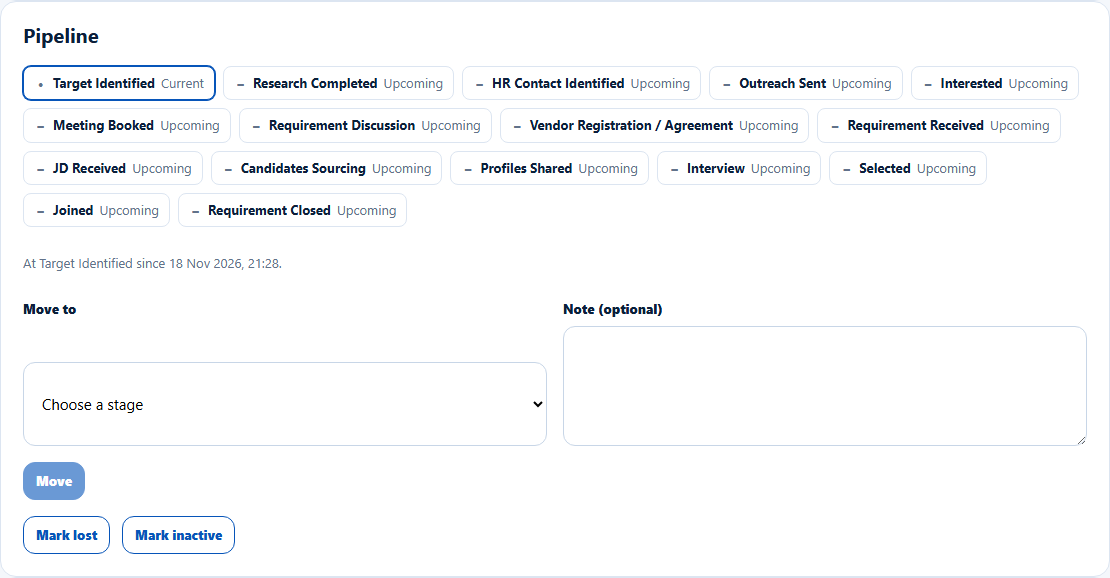 Pipeline
• Target Identified Current – Research Completed Upcoming – HR Contact Identified Upcoming – Outreach Sent Upcoming – Interested Upcoming
– Meeting Booked Upcoming – Requirement Discussion Upcoming – Vendor Registration / Agreement Upcoming – Requirement Received Upcoming
– JD Received Upcoming – Candidates Sourcing Upcoming – Profiles Shared Upcoming – Interview Upcoming – Selected Upcoming
– Joined Upcoming – Requirement Closed Upcoming
At Target Identified since 18 Nov 2026, 21:28.
Move to
Note (optional)
Choose a stage
Move
Mark lost Mark inactive